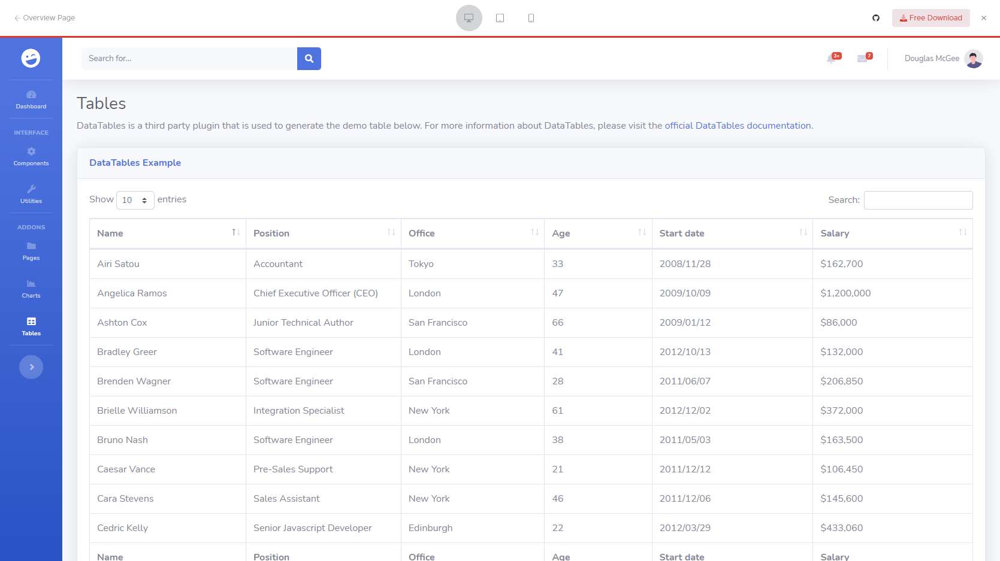 Overview Page
Free Download
Search for...
3+
7
Douglas McGee
Dashboard
INTERFACE
Components
Utilities
ADDONS
Pages
Charts
Tables
Tables
DataTables is a third party plugin that is used to generate the demo table below. For more information about DataTables, please visit the official DataTables documentation.
DataTables Example
Show 10 entries
Search:
Name Position Office Age Start date Salary
Airi Satou Accountant Tokyo 33 2008/11/28 $162,700
Angelica Ramos Chief Executive Officer (CEO) London 47 2009/10/09 $1,200,000
Ashton Cox Junior Technical Author San Francisco 66 2009/01/12 $86,000
Bradley Greer Software Engineer London 41 2012/10/13 $132,000
Brenden Wagner Software Engineer San Francisco 28 2011/06/07 $206,850
Brielle Williamson Integration Specialist New York 61 2012/12/02 $372,000
Bruno Nash Software Engineer London 38 2011/05/03 $163,500
Caesar Vance Pre-Sales Support New York 21 2011/12/12 $106,450
Cara Stevens Sales Assistant New York 46 2011/12/06 $145,600
Cedric Kelly Senior Javascript Developer Edinburgh 22 2012/03/29 $433,060
Name Position Office Age Start date Salary